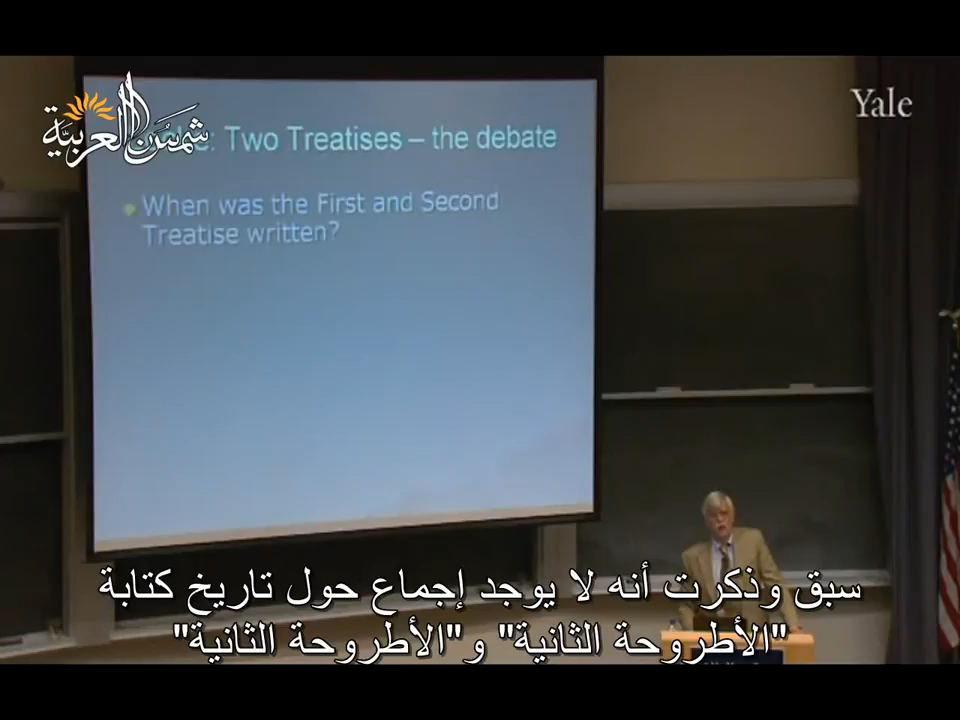 شمس العربية
Yale
: Two Treatises – the debate
When was the First and Second
Treatise written?
سبق وذكرت أنه لا يوجد إجماع حول تاريخ كتابة
"الأطروحة الثانية" و"الأطروحة الثانية"